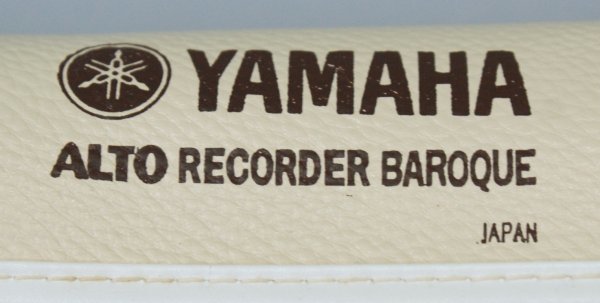 YAMAHA
ALTO RECORDER BAROQUE
JAPAN